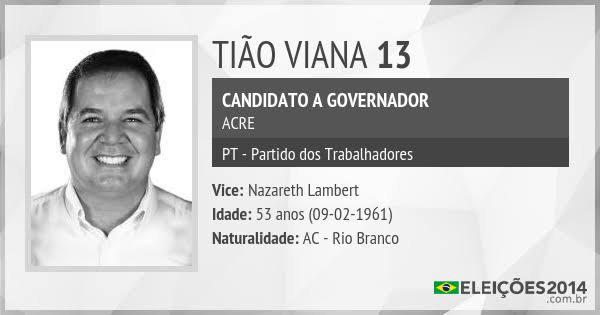 TIÃO VIANA 13
CANDIDATO A GOVERNADOR
ACRE
PT - Partido dos Trabalhadores
Vice: Nazareth Lambert
Idade: 53 anos (09-02-1961)
Naturalidade: AC - Rio Branco
ELEIÇÕES2014
.com.br